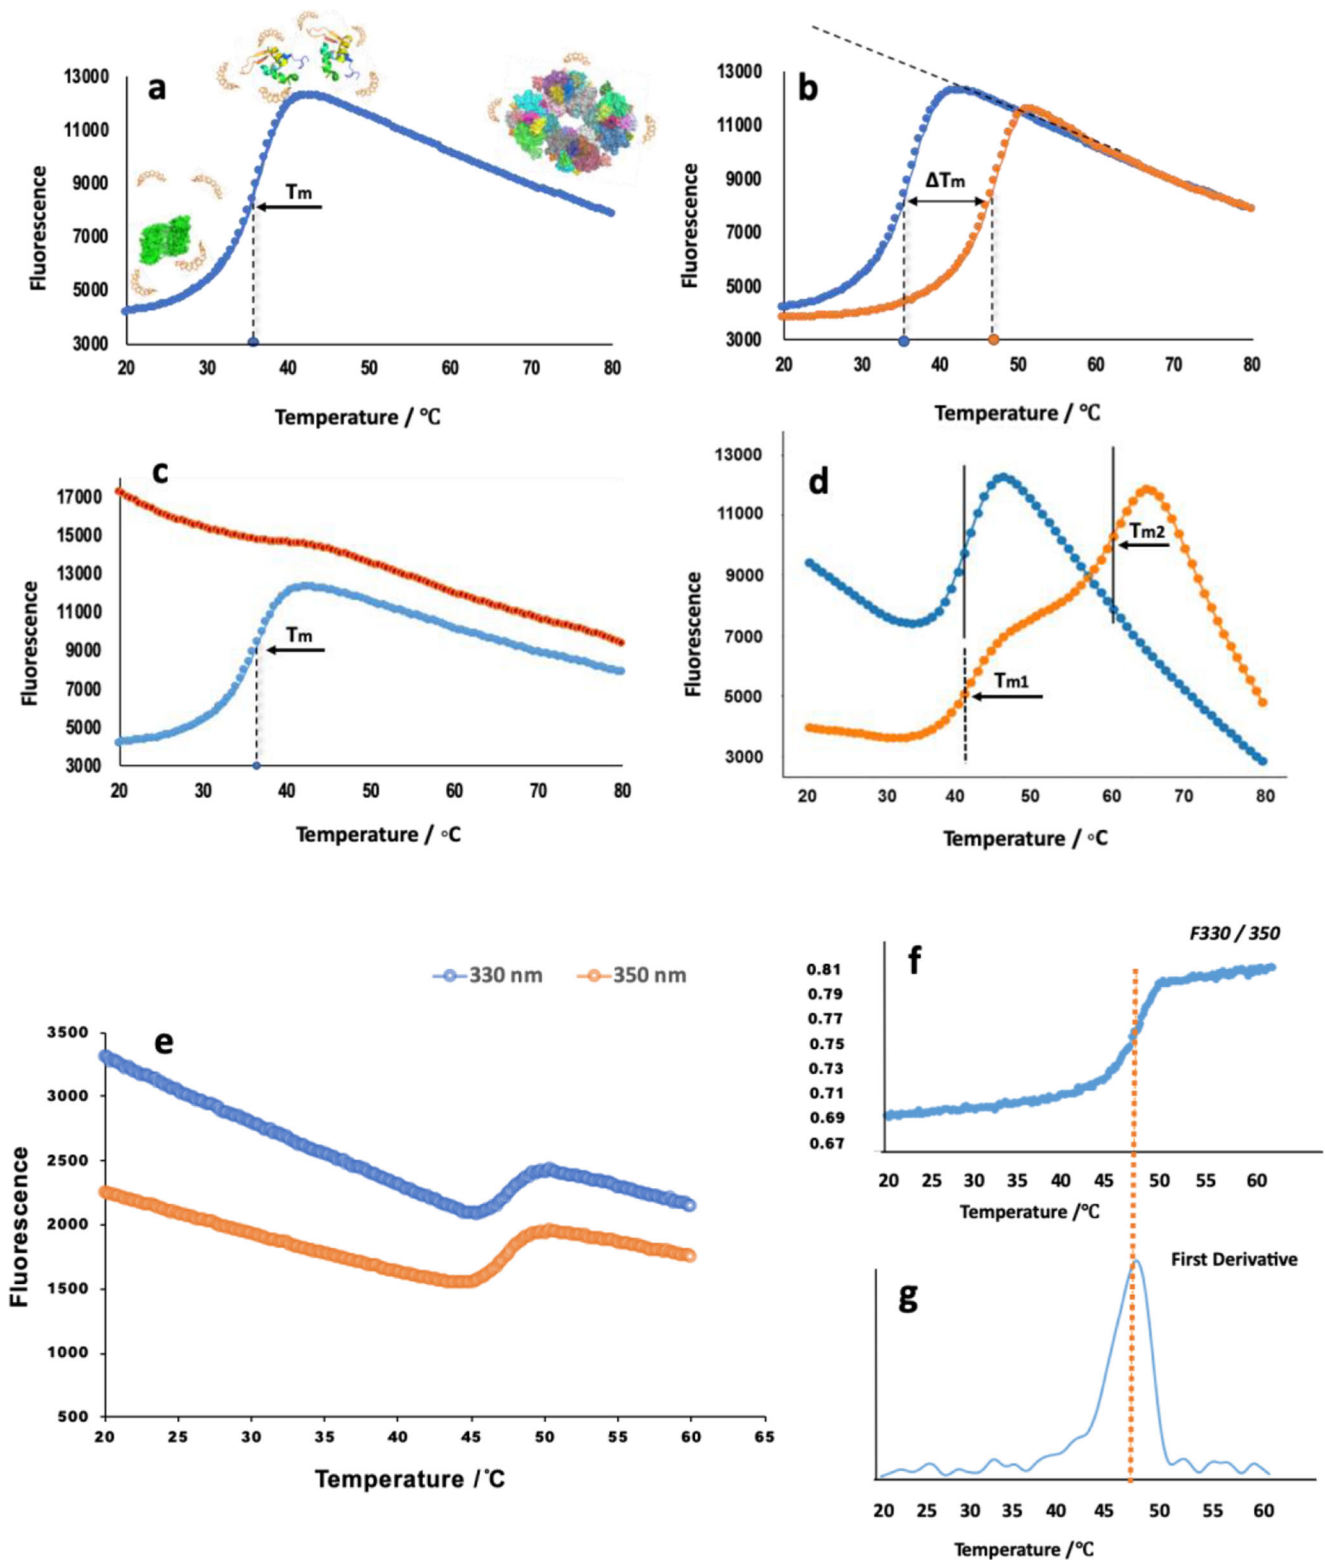 a
13000
11000
9000
7000
5000
3000
Fluorescence
Tm
20 30 40 50 60 70 80
Temperature / °C
b
13000
11000
9000
7000
5000
3000
Fluorescence
ΔTm
20 30 40 50 60 70 80
Temperature / °C
c
17000
15000
13000
11000
9000
7000
5000
3000
Fluorescence
Tm
20 30 40 50 60 70 80
Temperature / °C
d
13000
11000
9000
7000
5000
3000
Fluorescence
Tm2
Tm1
20 30 40 50 60 70 80
Temperature / °C
330 nm 350 nm
e
3500
3000
2500
2000
1500
1000
500
Fluorescence
20 25 30 35 40 45 50 55 60 65
Temperature /°C
F330 / 350
f
0.81
0.79
0.77
0.75
0.73
0.71
0.69
0.67
20 25 30 35 40 45 50 55 60
Temperature /°C
First Derivative
g
20 25 30 35 40 45 50 55 60
Temperature /°C